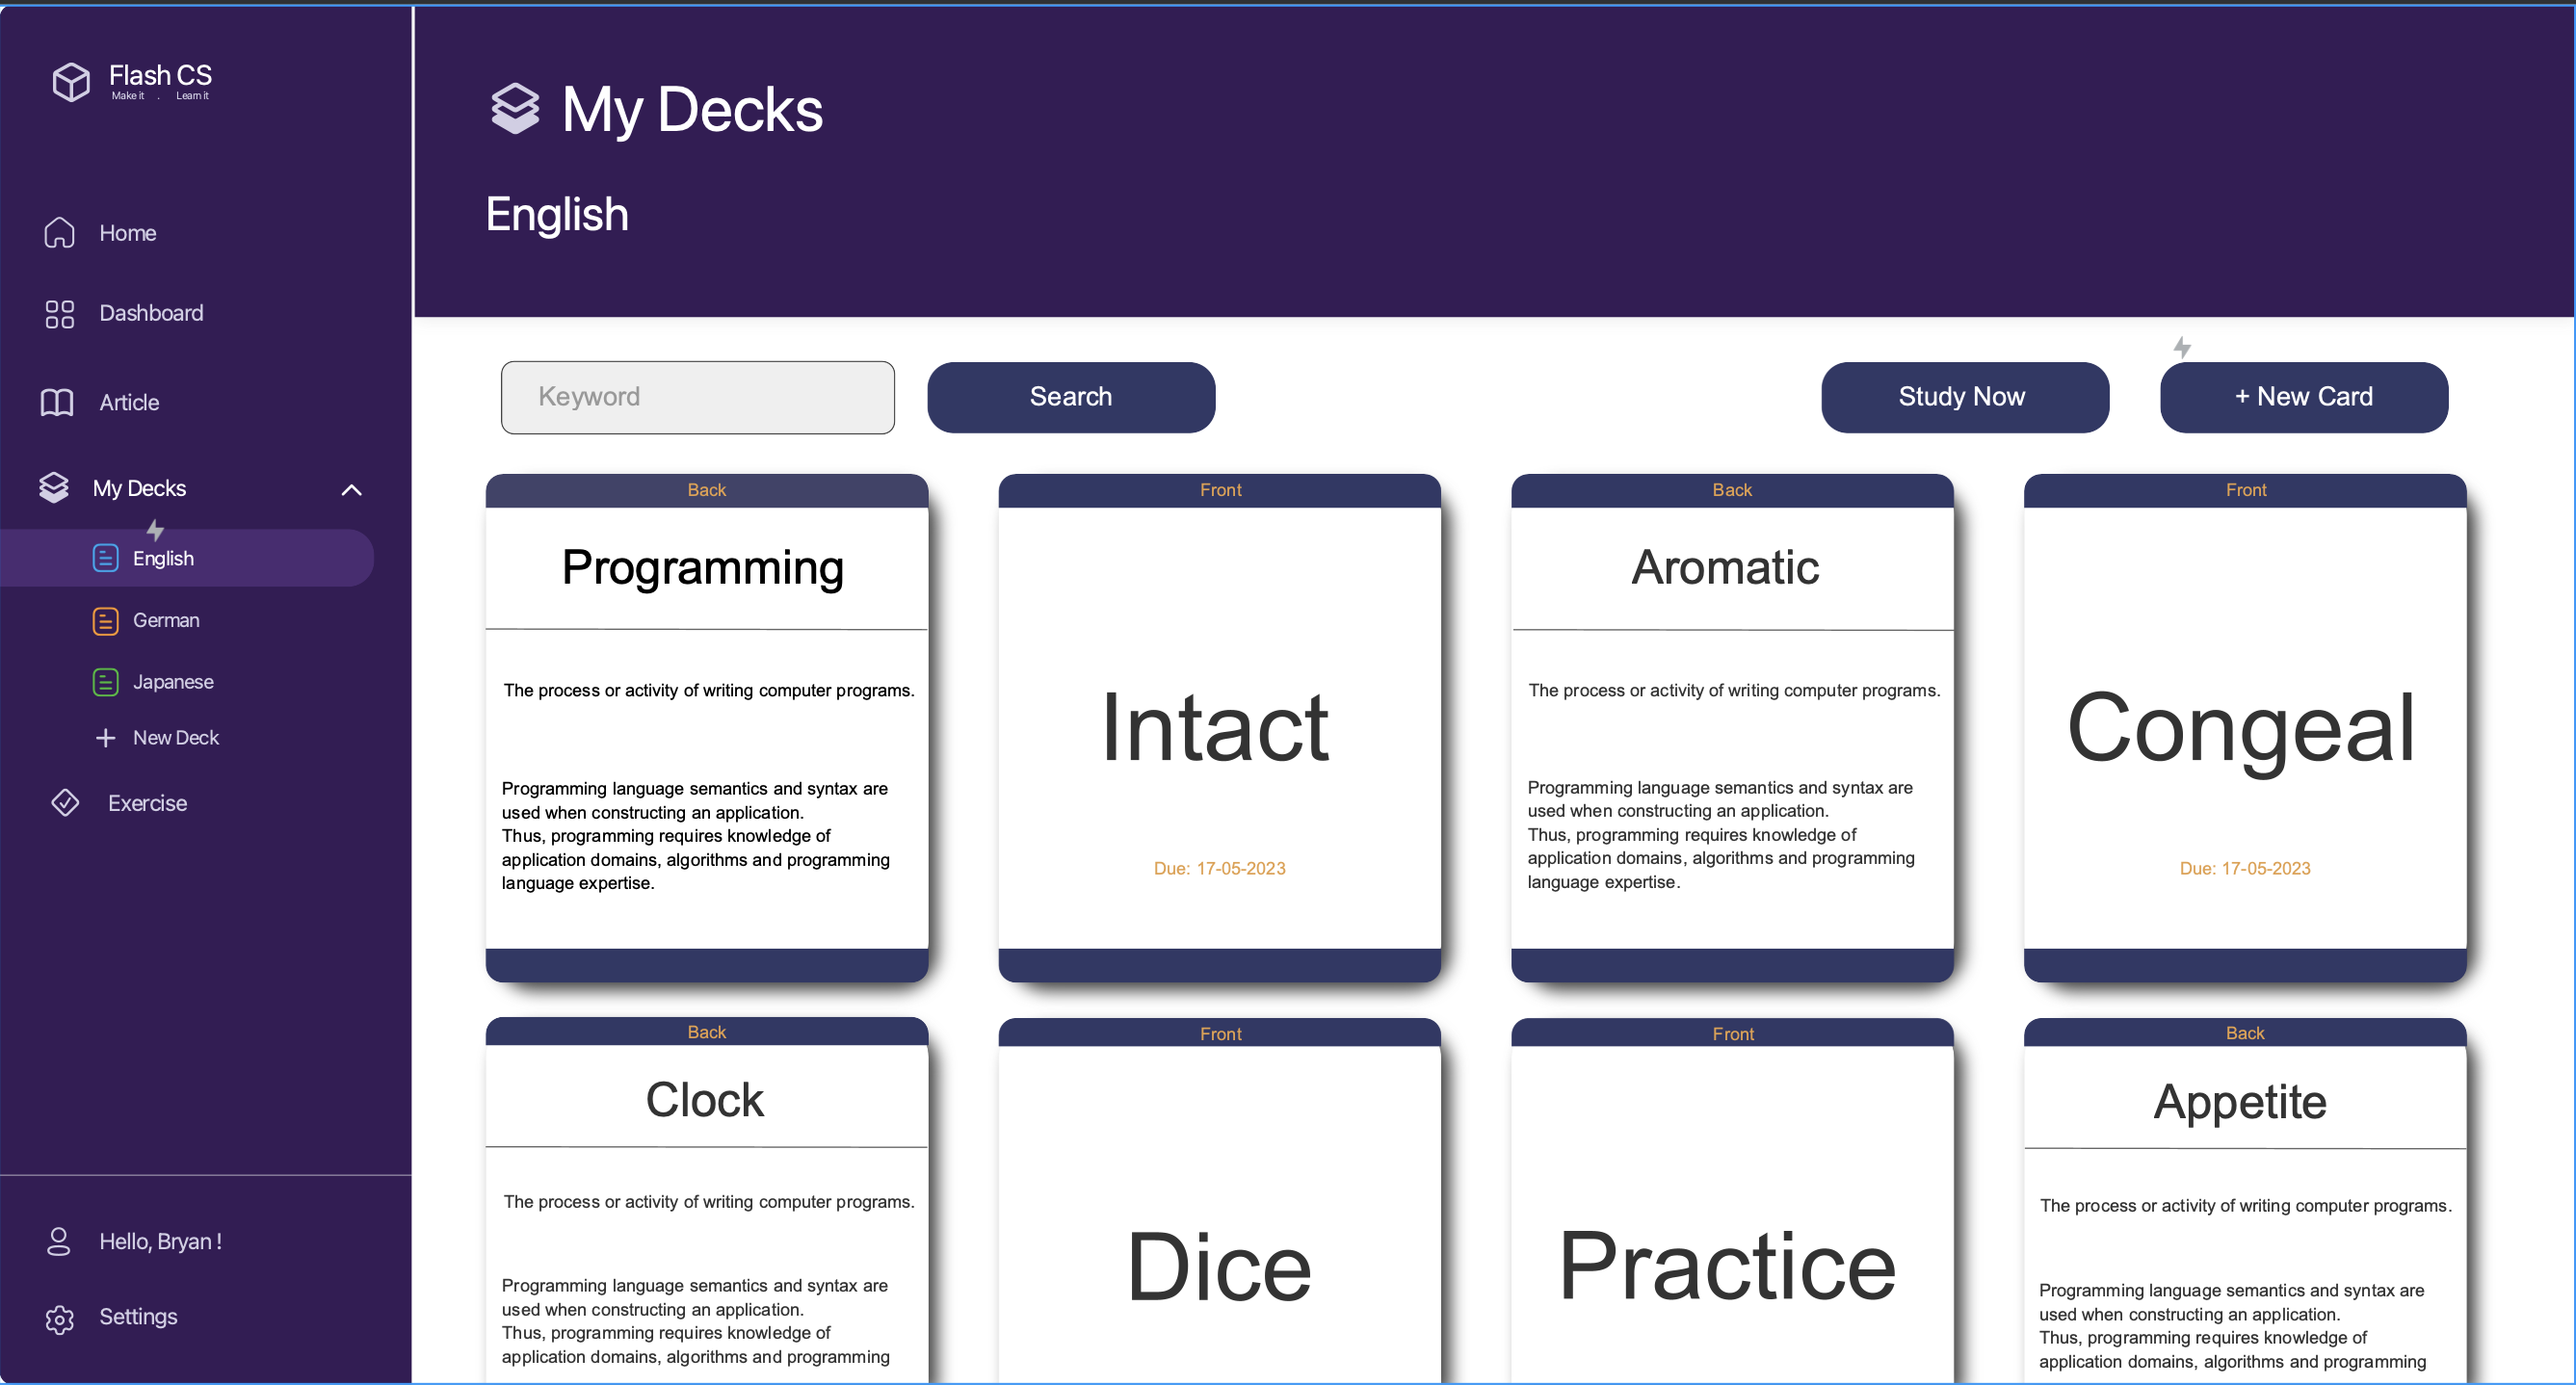 Flash CS
Make it . Learn it
Home
Dashboard
Article
My Decks
English
German
Japanese
New Deck
Exercise
Hello, Bryan !
Settings
My Decks
English
Keyword
Search
Study Now
+ New Card
Back
Programming
The process or activity of writing computer programs.
Programming language semantics and syntax are
used when constructing an application.
Thus, programming requires knowledge of
application domains, algorithms and programming
language expertise.
Front
Intact
Due: 17-05-2023
Back
Aromatic
The process or activity of writing computer programs.
Programming language semantics and syntax are
used when constructing an application.
Thus, programming requires knowledge of
application domains, algorithms and programming
language expertise.
Front
Congeal
Due: 17-05-2023
Back
Clock
The process or activity of writing computer programs.
Programming language semantics and syntax are
used when constructing an application.
Thus, programming requires knowledge of
application domains, algorithms and programming
Front
Dice
Front
Practice
Back
Appetite
The process or activity of writing computer programs.
Programming language semantics and syntax are
used when constructing an application.
Thus, programming requires knowledge of
application domains, algorithms and programming